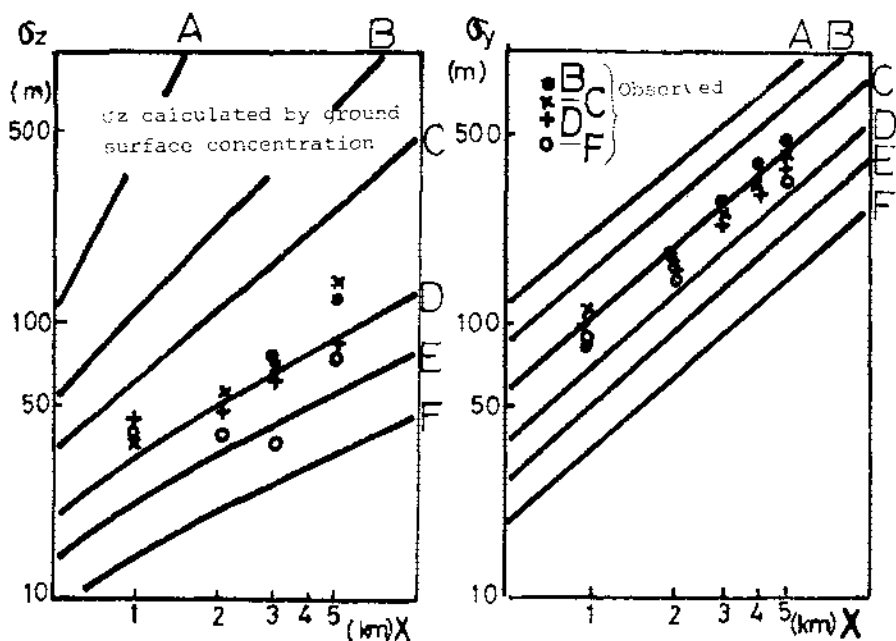 σz
(m)
A
B
σz calculated by ground
surface concentration
500
C
100
D
E
50
F
10
1 2 3 4 5
(km) X
σy
(m)
A
B
● B
× C
+ D
○ F
Observed
C
500
D
E
F
100
50
10
1 2 3 4 5
(km) X